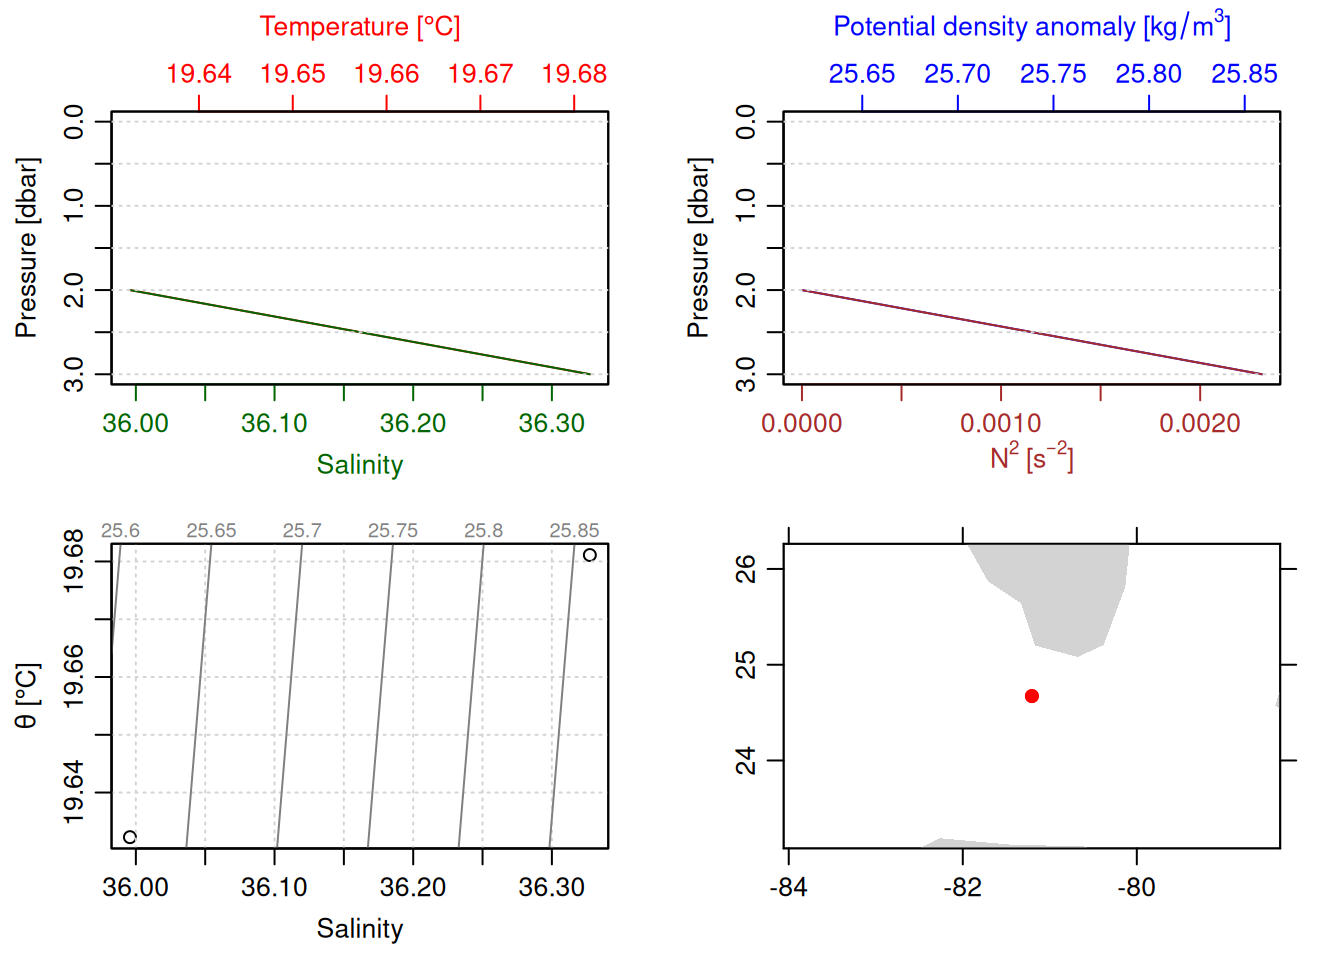 Temperature [°C]
19.64 19.65 19.66 19.67 19.68
Pressure [dbar]
0.0 1.0 2.0 3.0
36.00 36.10 36.20 36.30
Salinity
Potential density anomaly [kg/m³]
25.65 25.70 25.75 25.80 25.85
Pressure [dbar]
0.0 1.0 2.0 3.0
0.0000 0.0010 0.0020
N² [s⁻²]
25.6 25.65 25.7 25.75 25.8 25.85
θ [°C]
19.68 19.66 19.64
36.00 36.10 36.20 36.30
Salinity
26 25 24
-84 -82 -80